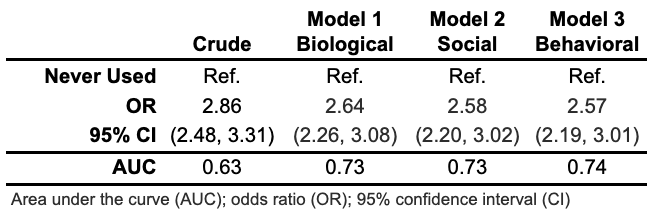 Crude Model 1 Biological Model 2 Social Model 3 Behavioral
Never Used Ref. Ref. Ref. Ref.
OR 2.86 2.64 2.58 2.57
95% CI (2.48, 3.31) (2.26, 3.08) (2.20, 3.02) (2.19, 3.01)
AUC 0.63 0.73 0.73 0.74
Area under the curve (AUC); odds ratio (OR); 95% confidence interval (CI)